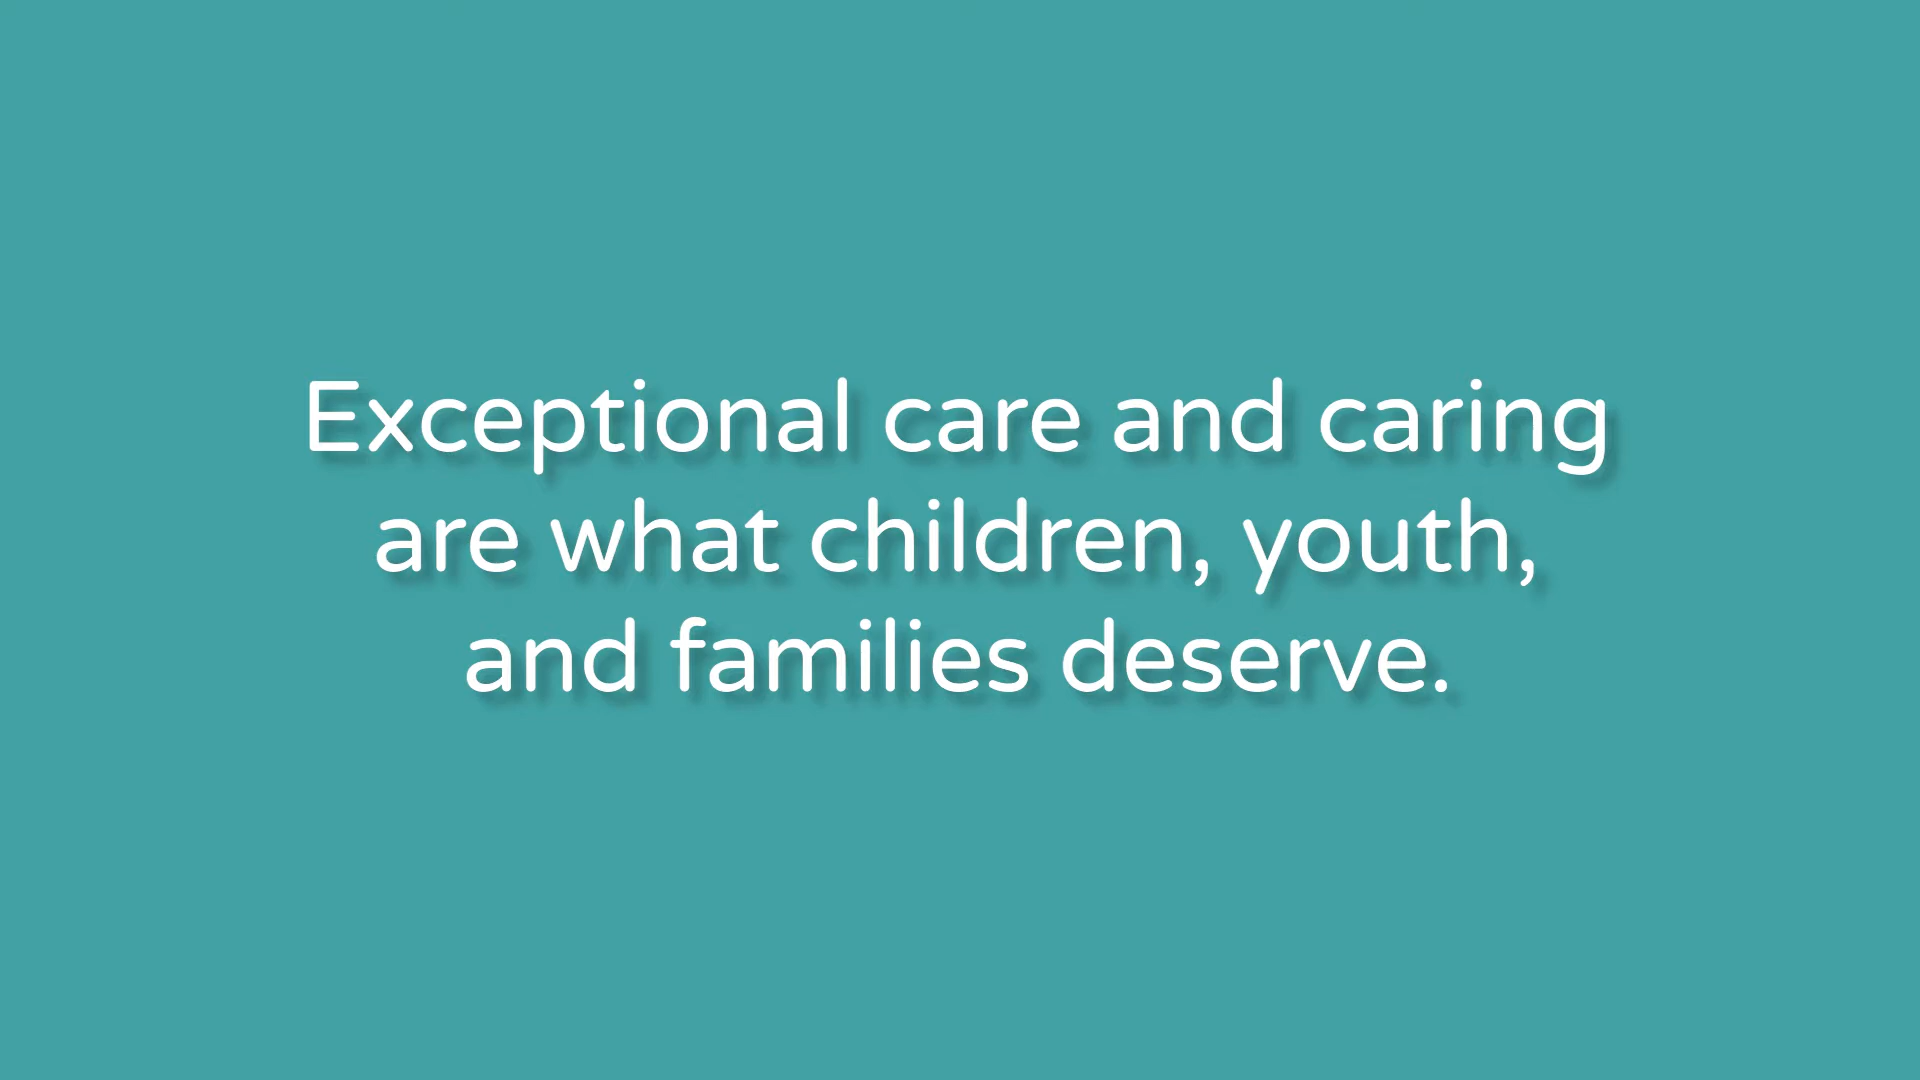 Exceptional care and caring
are what children, youth,
and families deserve.